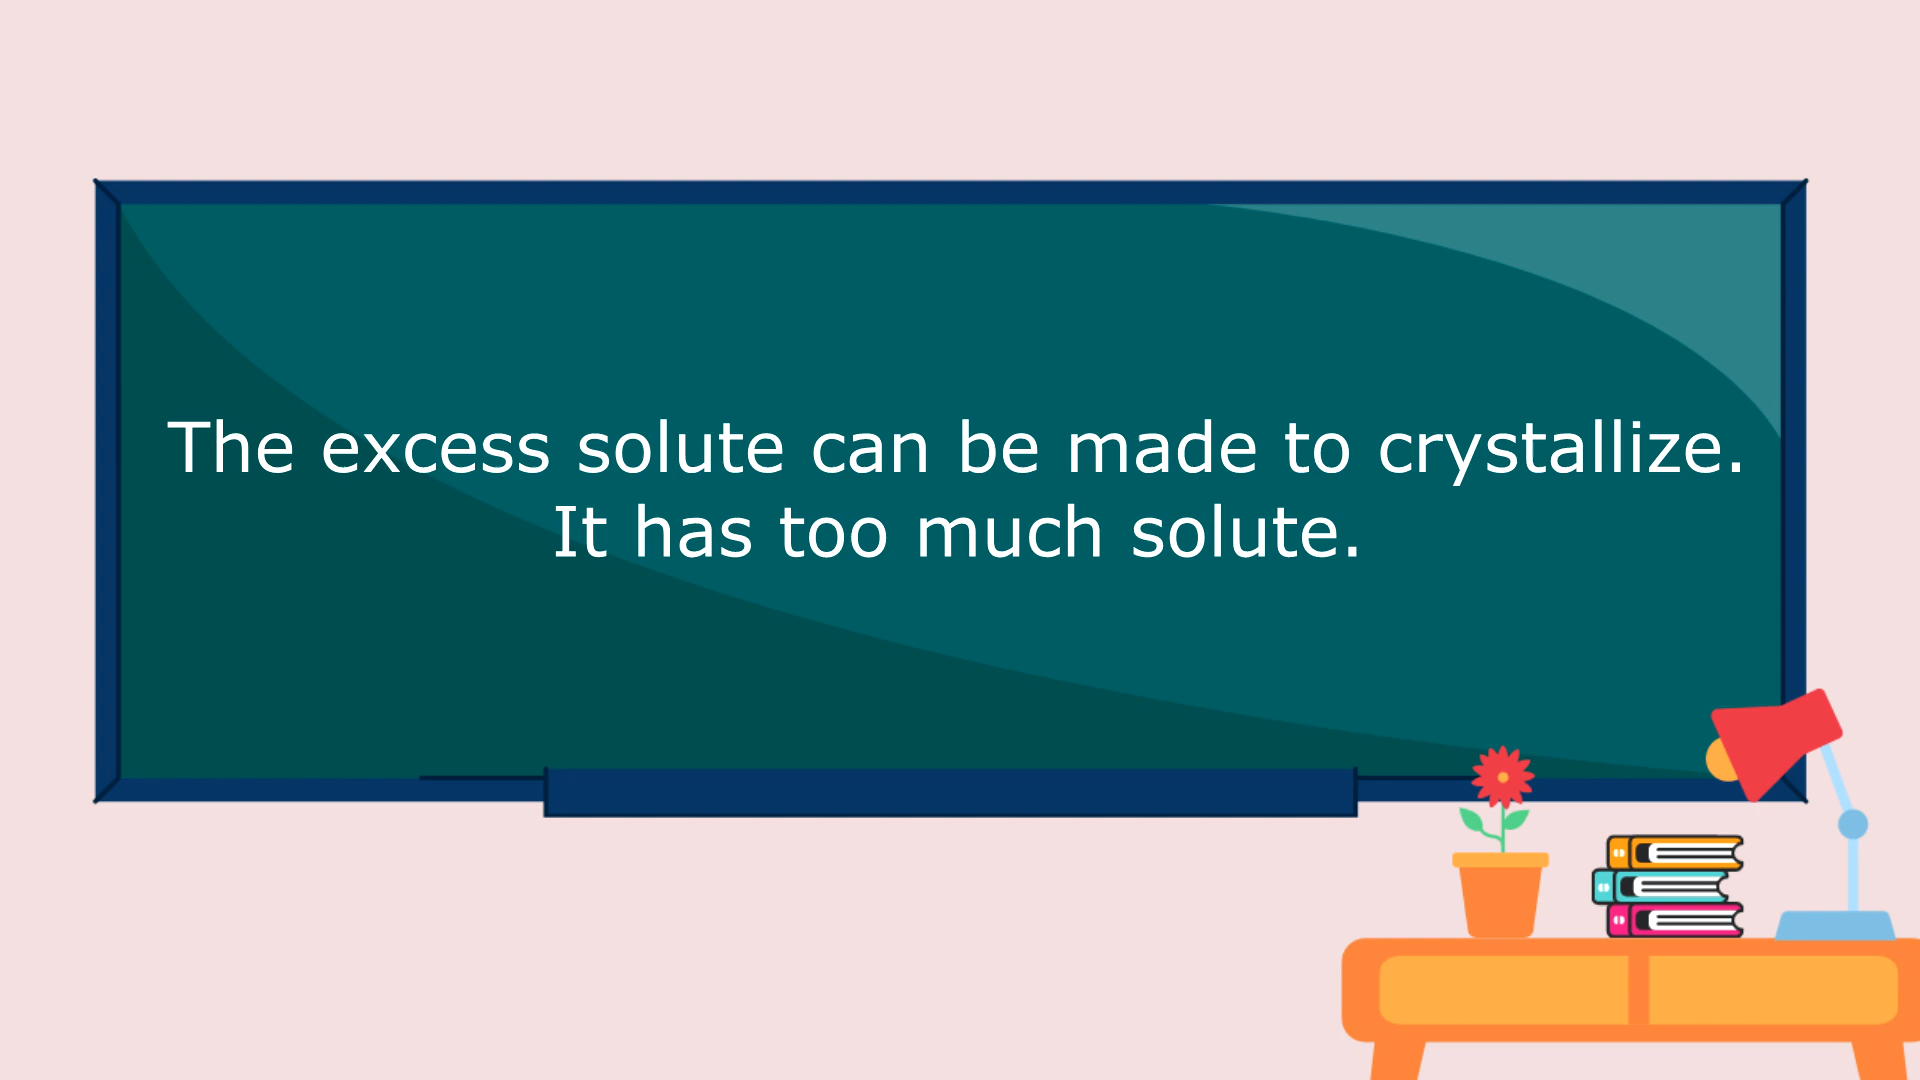 The excess solute can be made to crystallize.
It has too much solute.